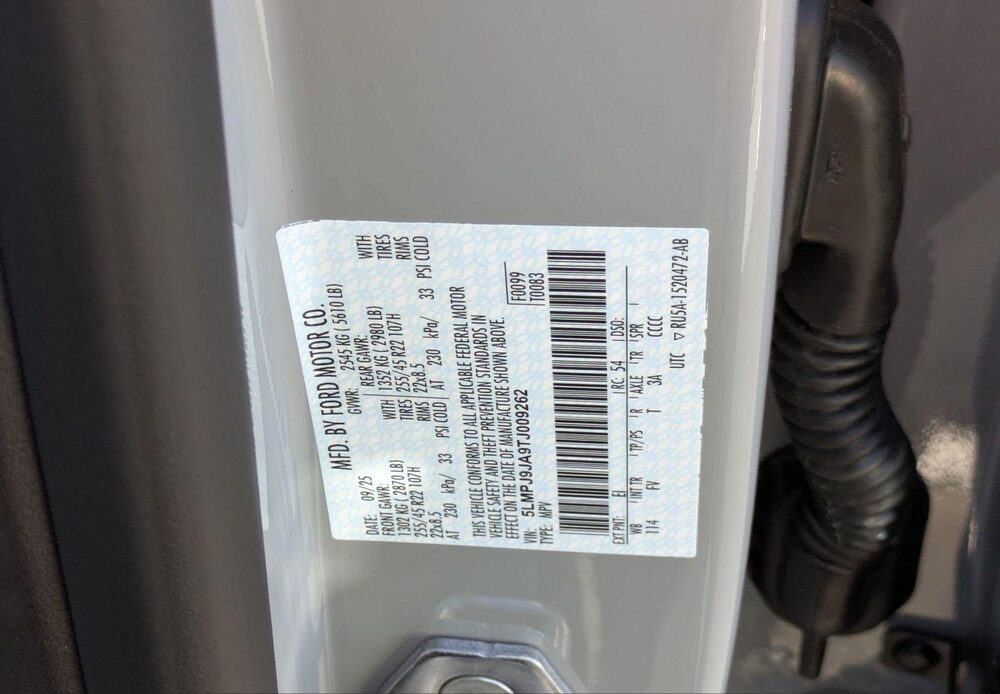 MFD. BY FORD MOTOR CO.
DATE: 09/25 GVWR: 2545 KG ( 5610 LB)
FRONT GAWR: REAR GAWR:
1302 KG ( 2870 LB) WITH 1352 KG ( 2980 LB) WITH
255/45 R22 107H TIRES 255/45 R22 107H TIRES
22x8.5 RIMS 22x8.5 RIMS
AT 230 kPa/ 33 PSI COLD AT 230 kPa/ 33 PSI COLD
THIS VEHICLE CONFORMS TO ALL APPLICABLE FEDERAL MOTOR
VEHICLE SAFETY AND THEFT PREVENTION STANDARDS IN
EFFECT ON THE DATE OF MANUFACTURE SHOWN ABOVE.
VIN: 5LMPJ9JA9TJ009262 F0099
TYPE: MPV T0083
EXT PNT: EJ RC: 54 DSO:
WB INT TR TP/PS R AXLE TR SPR
114 FV T 3A CCCC
UTC ▽ RU5A-1520472-AB